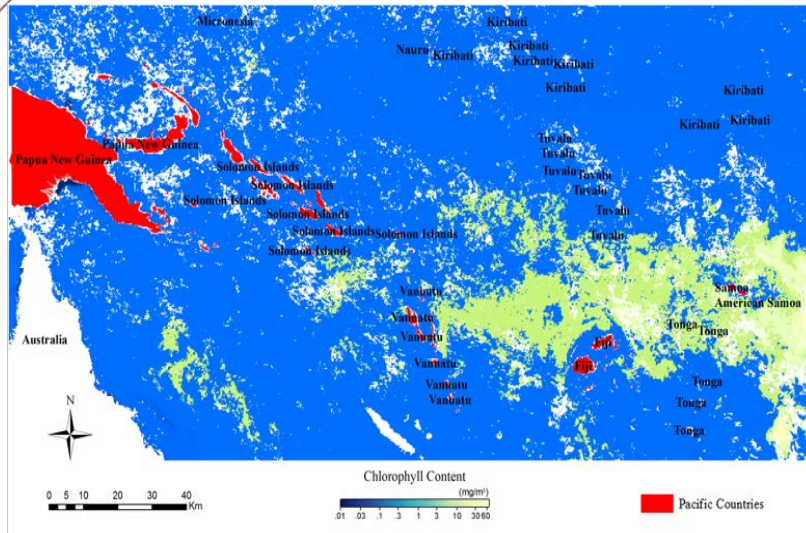 Micronesia
Kiribati
Nauru
Kiribati
Kiribati
Kiribati
Kiribati
Kiribati
Kiribati
Kiribati
Kiribati
Tuvalu
Tuvalu
Tuvalu
Tuvalu
Tuvalu
Tuvalu
Tuvalu
Papua New Guinea
Papua New Guinea
Solomon Islands
Solomon Islands
Solomon Islands
Solomon Islands
Solomon Islands
Solomon Islands
Solomon Islands
Vanuatu
Vanuatu
Vanuatu
Vanuatu
Vanuatu
Vanuatu
Samoa
American Samoa
Tonga
Tonga
Fiji
Fiji
Tonga
Tonga
Tonga
Australia
N
0 5 10 20 30 40
Km
Chlorophyll Content
(mg/m³)
.01 .03 .1 .3 1 3 10 30 60
Pacific Countries